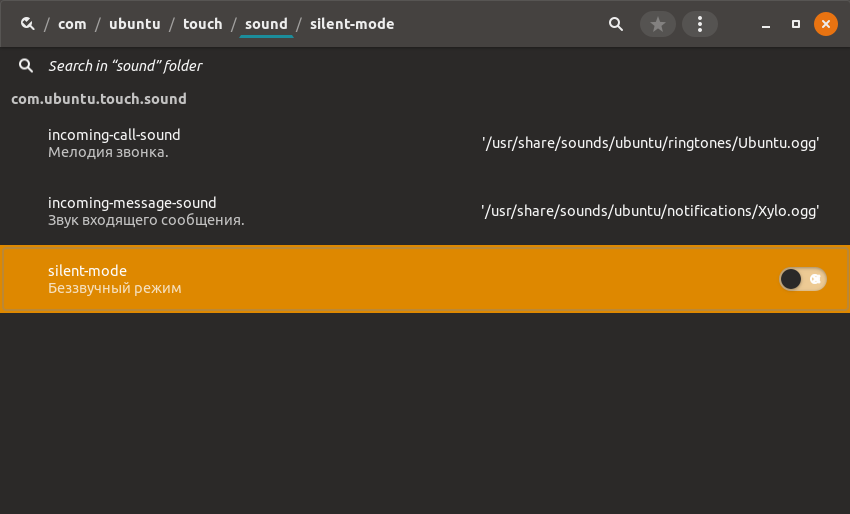 / com / ubuntu / touch / sound / silent-mode
Search in “sound” folder
com.ubuntu.touch.sound
incoming-call-sound
Мелодия звонка.
'/usr/share/sounds/ubuntu/ringtones/Ubuntu.ogg'
incoming-message-sound
Звук входящего сообщения.
'/usr/share/sounds/ubuntu/notifications/Xylo.ogg'
silent-mode
Беззвучный режим